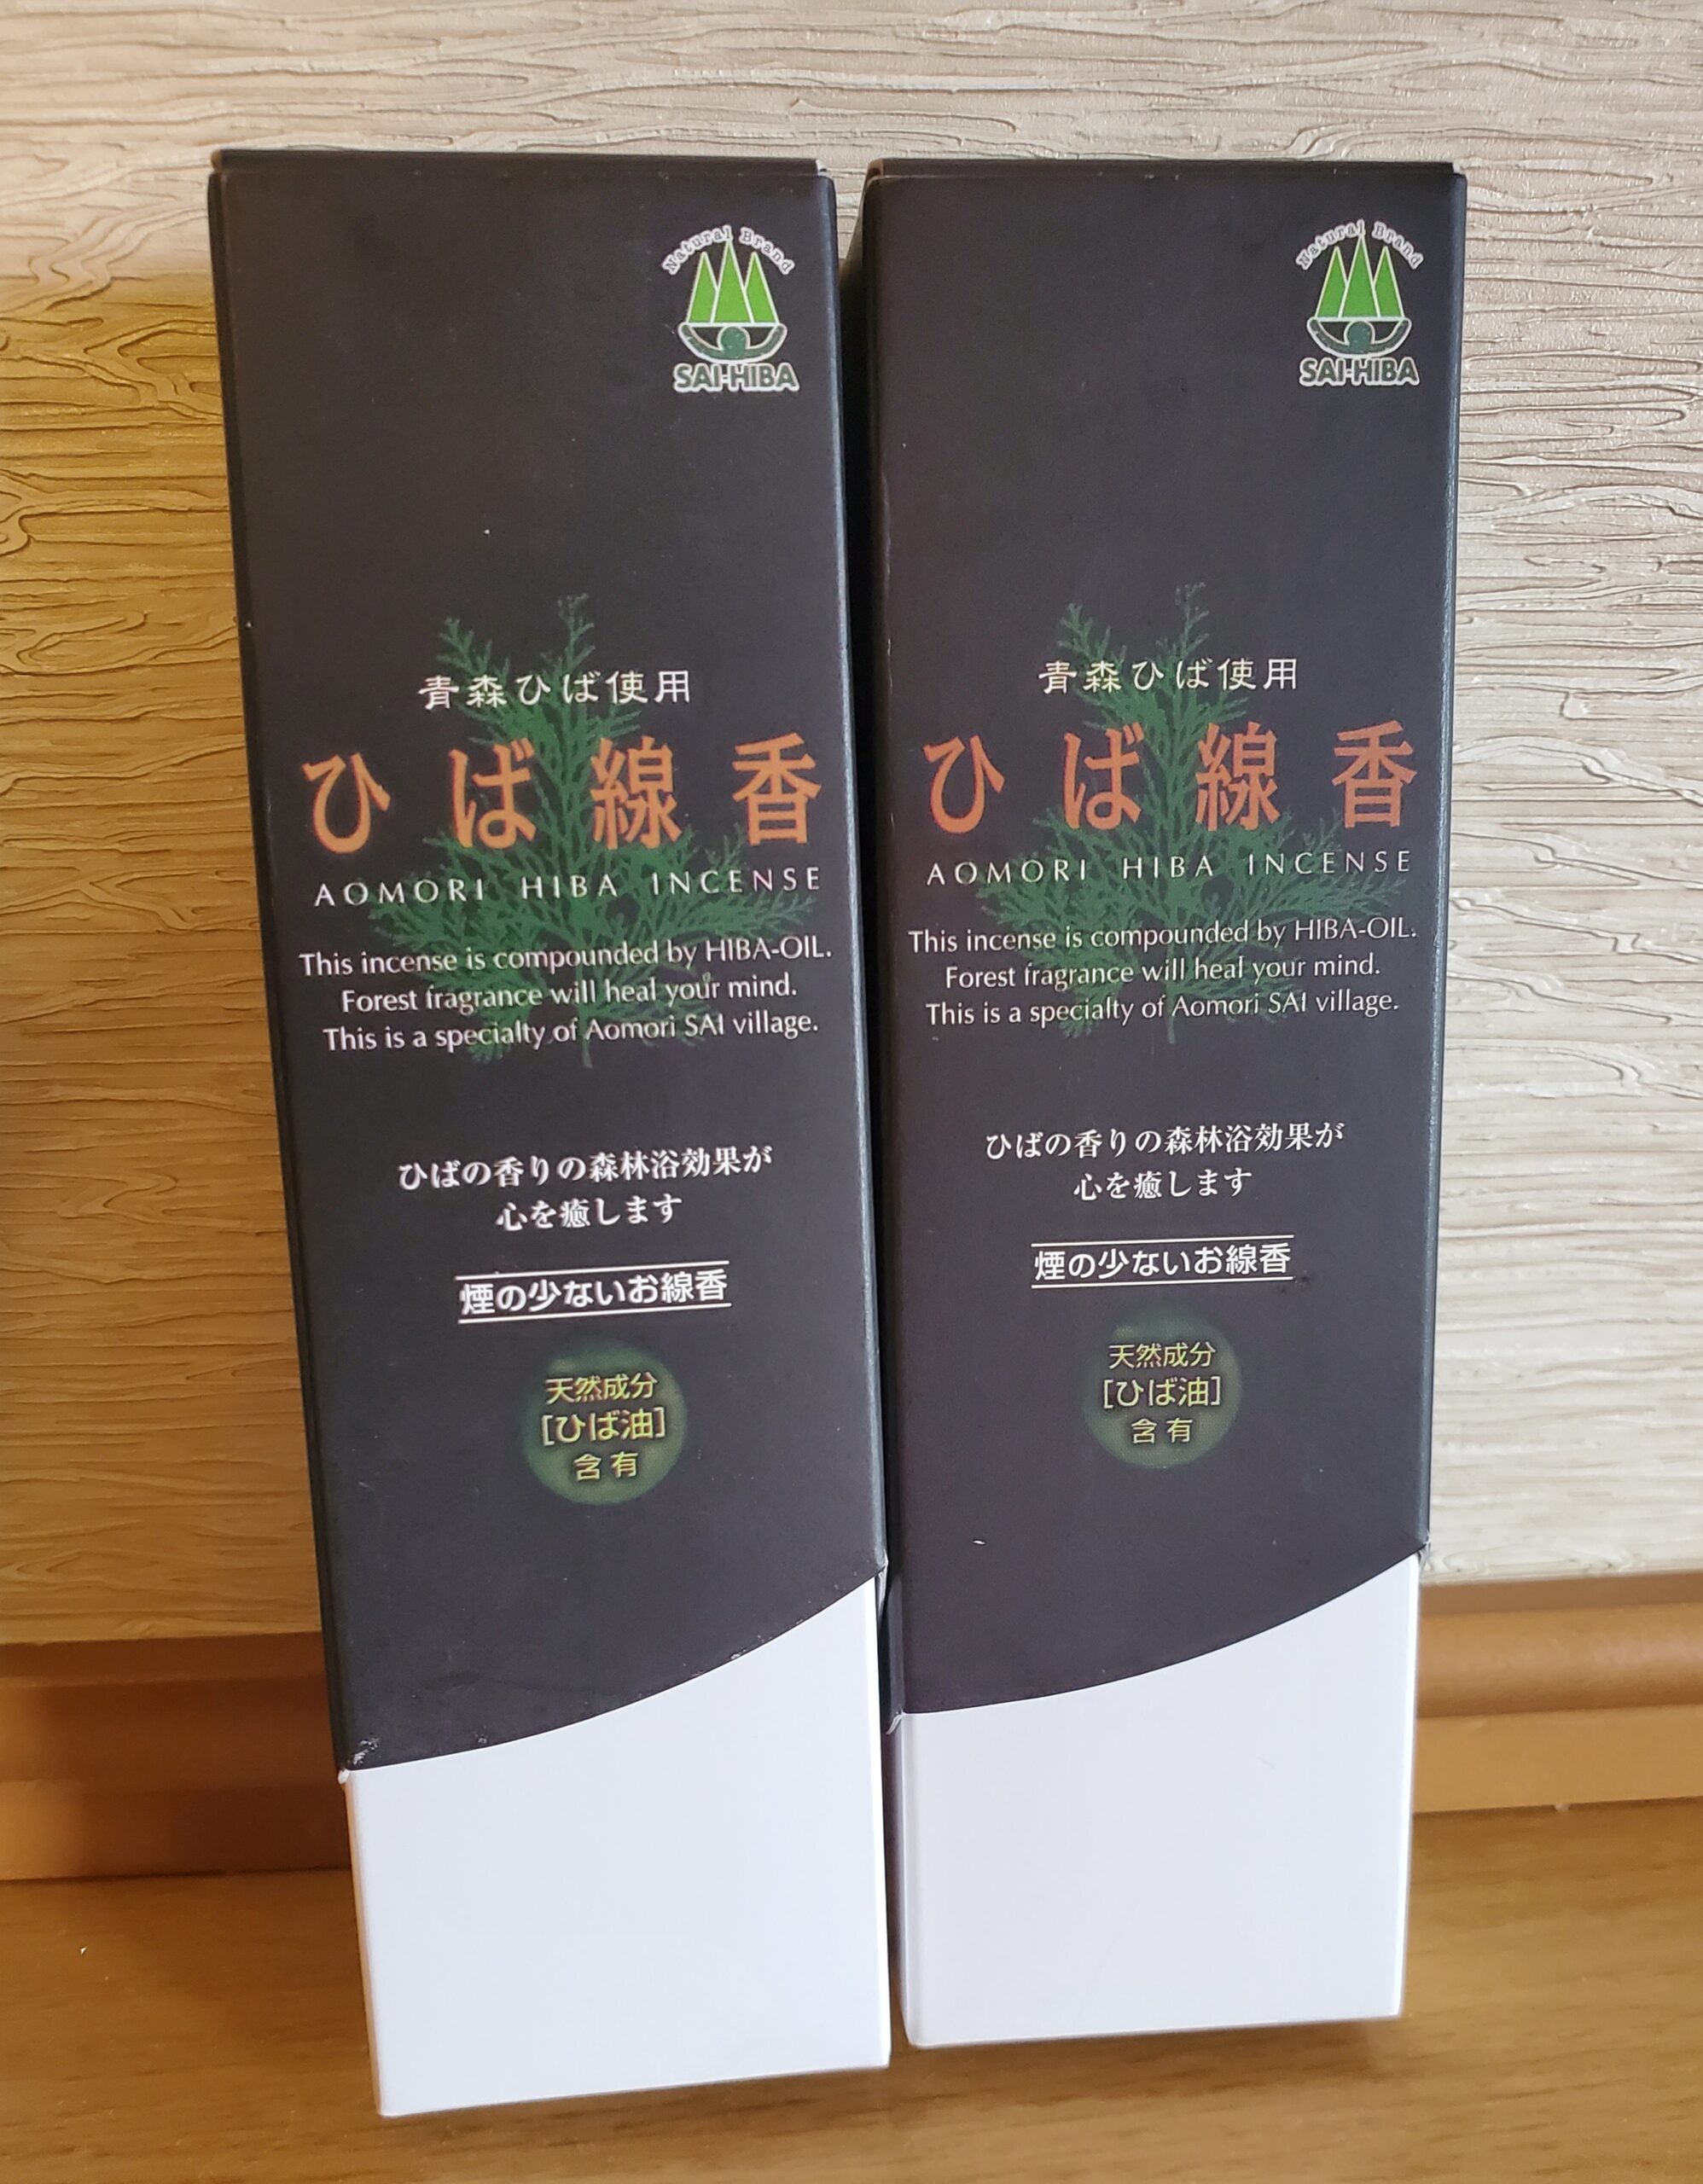 Natural Brand
SAI-HIBA
青森ひば使用
ひば線香
AOMORI HIBA INCENSE
This incense is compounded by HIBA-OIL.
Forest fragrance will heal your mind.
This is a specialty of Aomori SAI village.
ひばの香りの森林浴効果が
心を癒します
煙の少ないお線香
天然成分
[ひば油]
含有
Natural Brand
SAI-HIBA
青森ひば使用
ひば線香
AOMORI HIBA INCENSE
This incense is compounded by HIBA-OIL.
Forest fragrance will heal your mind.
This is a specialty of Aomori SAI village.
ひばの香りの森林浴効果が
心を癒します
煙の少ないお線香
天然成分
[ひば油]
含有